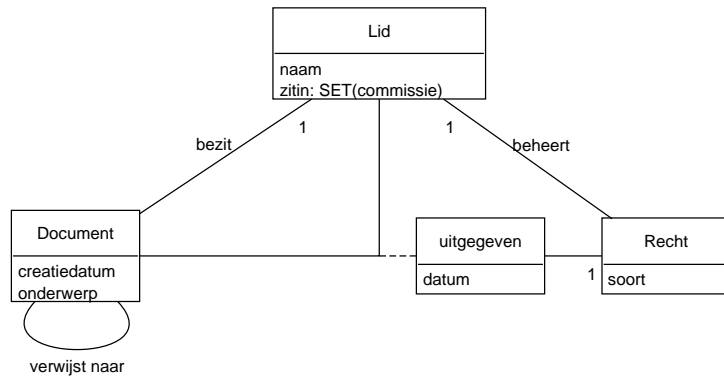 Lid
naam
zitin: SET(commissie)
1
1
bezit
beheert
Document
creatiedatum
onderwerp
uitgegeven
datum
1
Recht
soort
verwijst naar